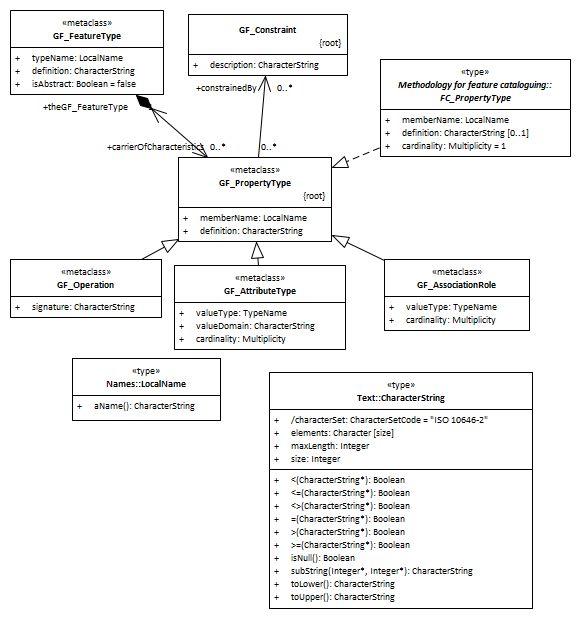 «metaclass»
GF_FeatureType
+ typeName: LocalName
+ definition: CharacterString
+ isAbstract: Boolean = false
GF_Constraint
{root}
+ description: CharacterString
«type»
Methodology for feature cataloguing::
FC_PropertyType
+ memberName: LocalName
+ definition: CharacterString [0..1]
+ cardinality: Multiplicity = 1
+theGF_FeatureType
+constrainedBy 0..*
+carrierOfCharacteristics 0..*
0..*
«metaclass»
GF_PropertyType
{root}
+ memberName: LocalName
+ definition: CharacterString
«metaclass»
GF_Operation
+ signature: CharacterString
«metaclass»
GF_AttributeType
+ valueType: TypeName
+ valueDomain: CharacterString
+ cardinality: Multiplicity
«metaclass»
GF_AssociationRole
+ valueType: TypeName
+ cardinality: Multiplicity
«type»
Names::LocalName
+ aName(): CharacterString
«type»
Text::CharacterString
+ /characterSet: CharacterSetCode = "ISO 10646-2"
+ elements: Character [size]
+ maxLength: Integer
+ size: Integer
+ <(CharacterString*): Boolean
+ <=(CharacterString*): Boolean
+ <>(CharacterString*): Boolean
+ =(CharacterString*): Boolean
+ >(CharacterString*): Boolean
+ >=(CharacterString*): Boolean
+ isNull(): Boolean
+ subString(Integer*, Integer*): CharacterString
+ toLower(): CharacterString
+ toUpper(): CharacterString